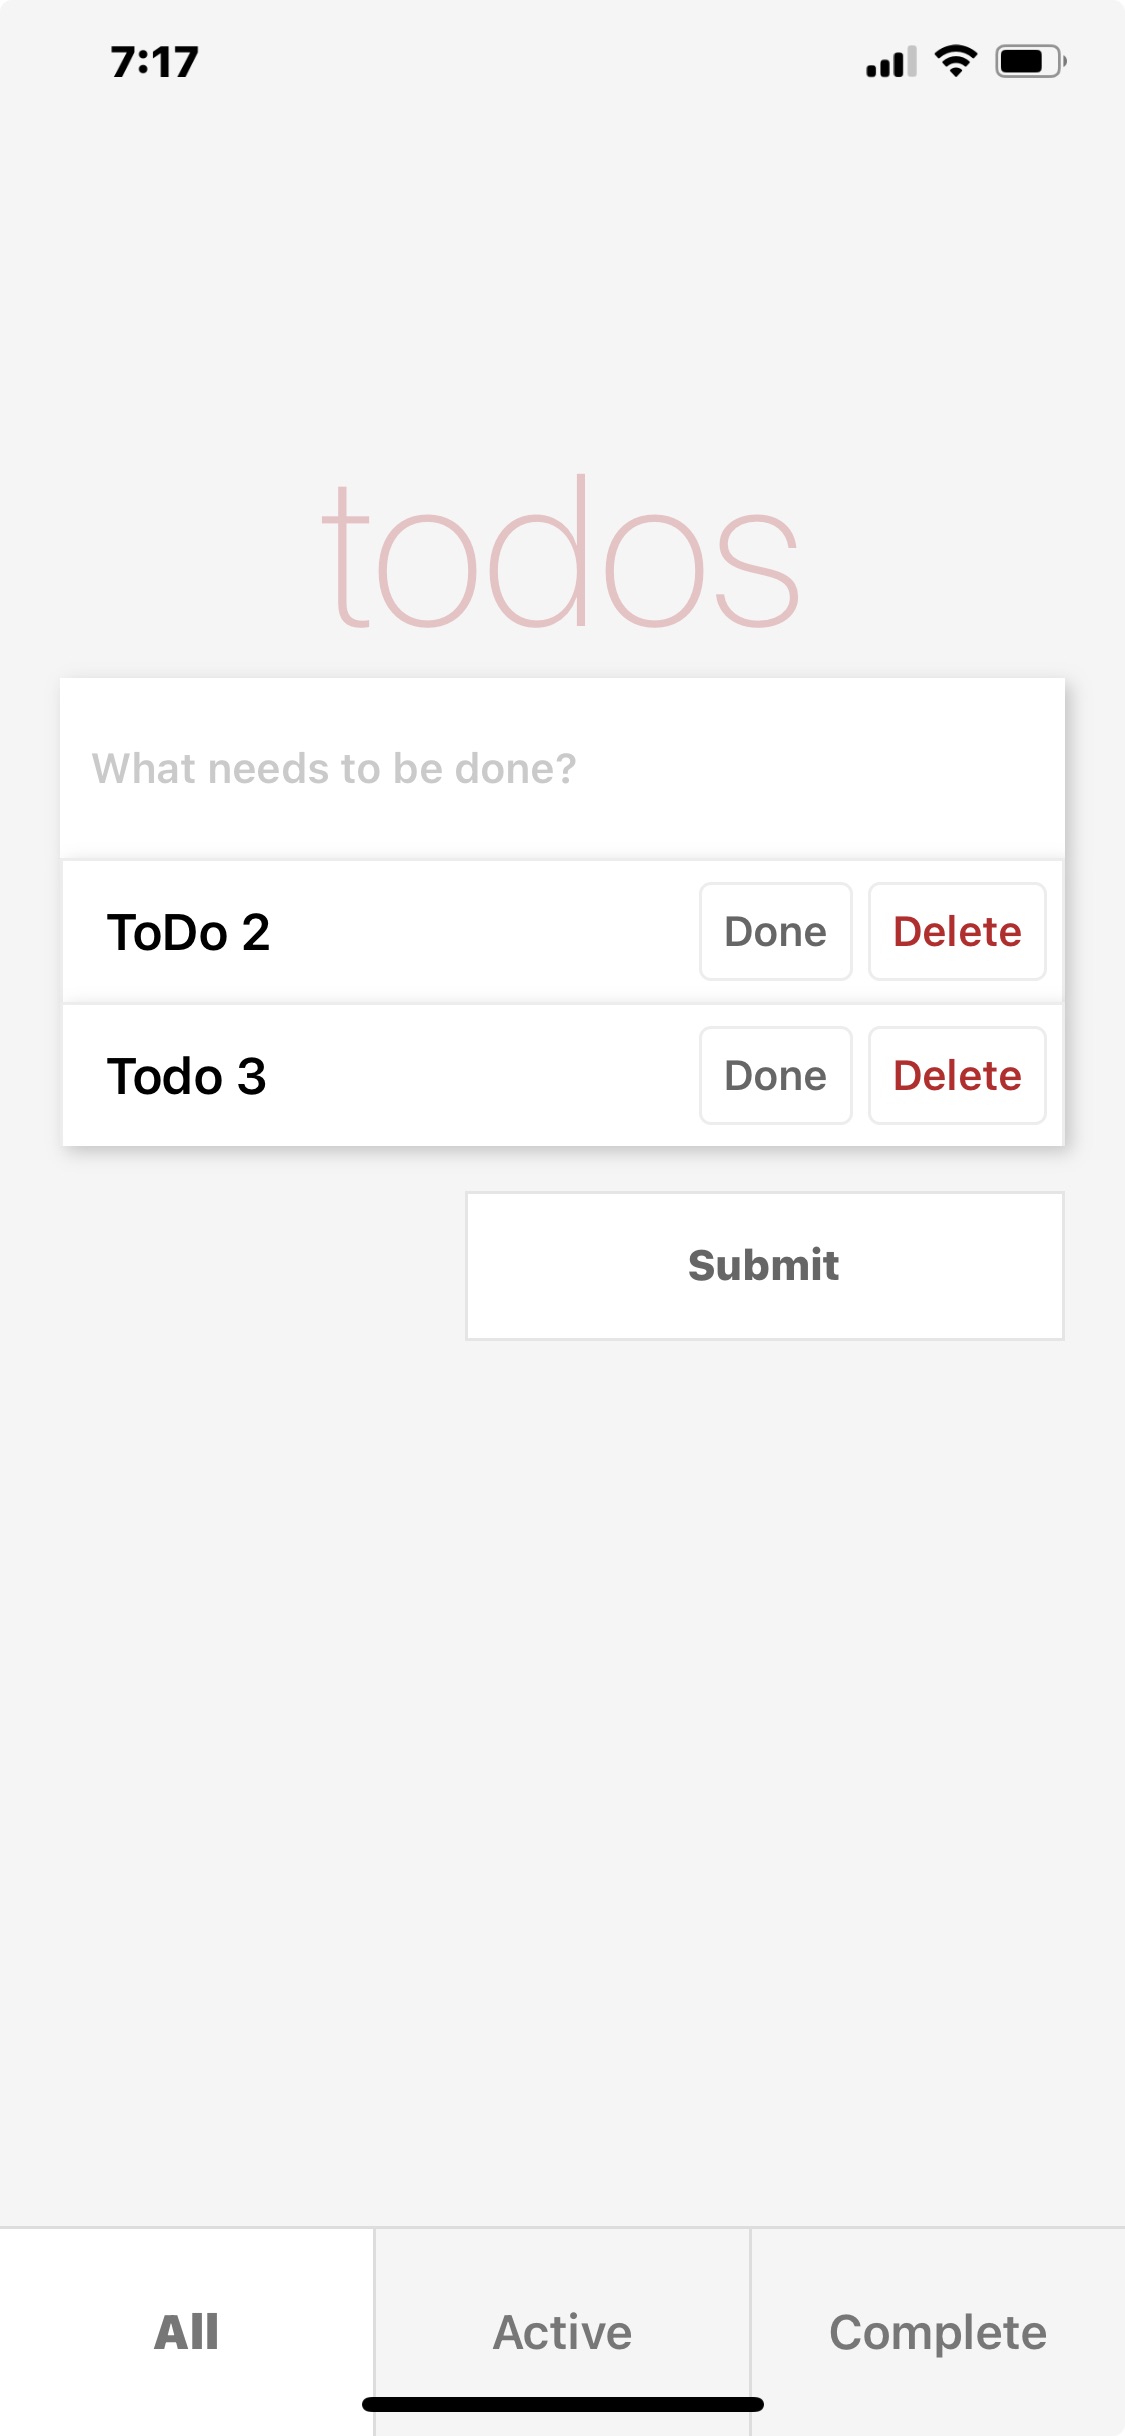 7:17
todos
What needs to be done?
ToDo 2 Done Delete
Todo 3 Done Delete
Submit
All Active Complete